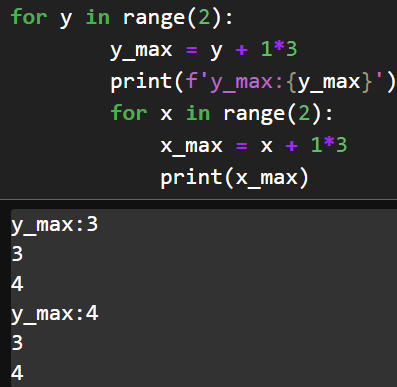 for y in range(2):
        y_max = y + 1*3
        print(f'y_max:{y_max}')
        for x in range(2):
            x_max = x + 1*3
            print(x_max)
y_max:3
3
4
y_max:4
3
4